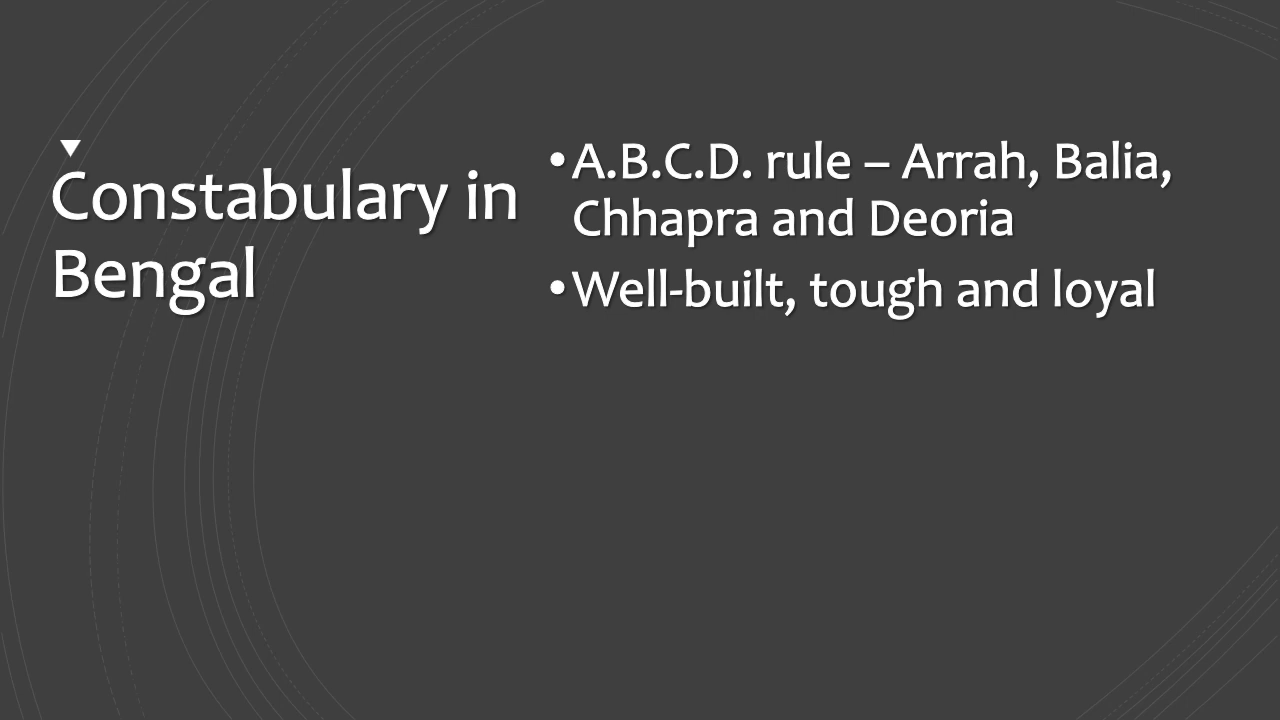 Constabulary in
Bengal
•A.B.C.D. rule – Arrah, Balia,
Chhapra and Deoria
•Well-built, tough and loyal